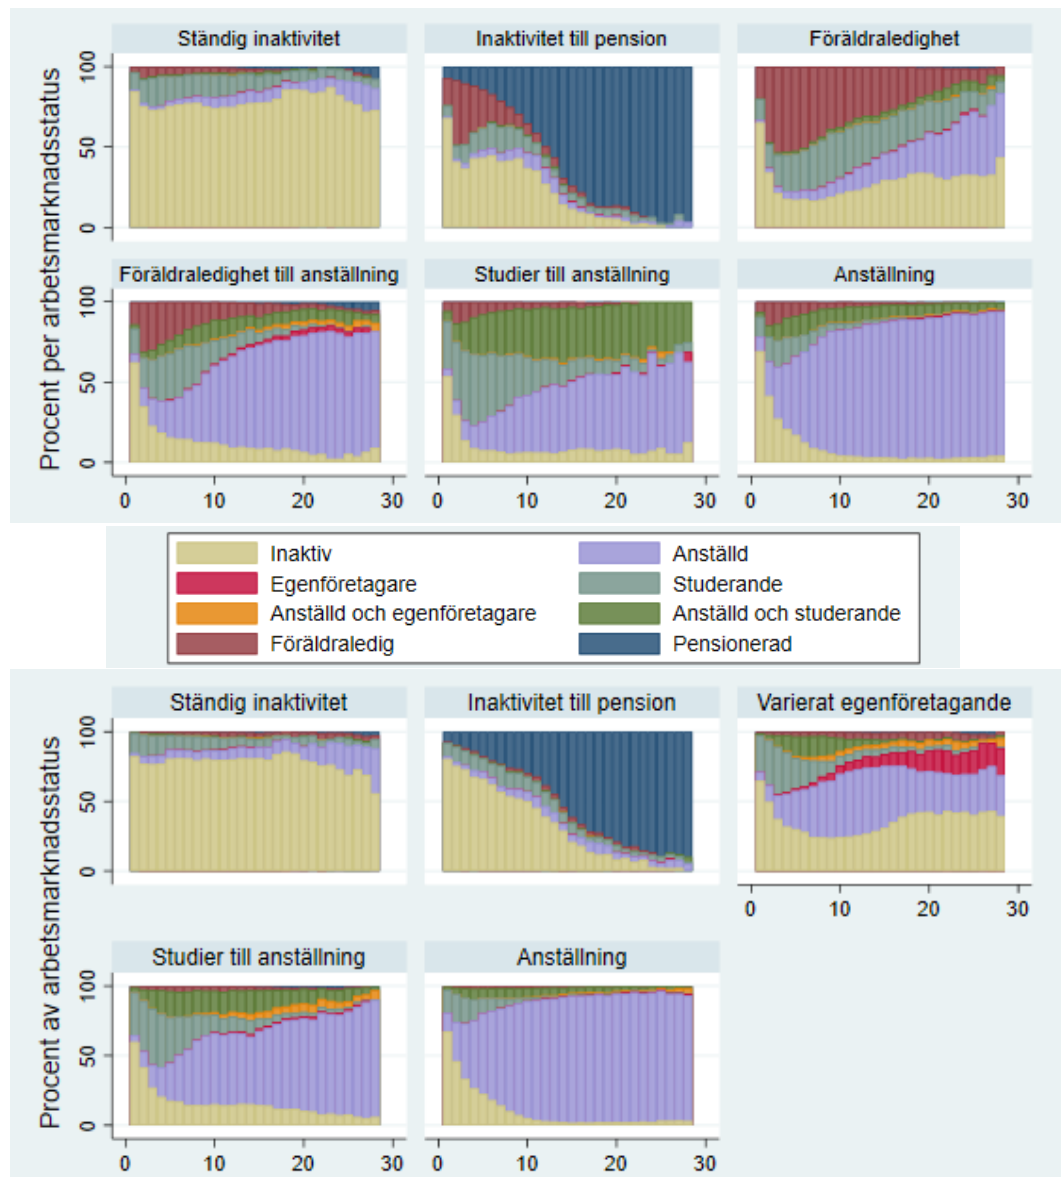 Ständig inaktivitet
Inaktivitet till pension
Föräldraledighet
Procent per arbetsmarknadsstatus
100
50
0
Föräldraledighet till anställning
Studier till anställning
Anställning
100
50
0
0 10 20 30
0 10 20 30
0 10 20 30
Inaktiv
Anställd
Egenföretagare
Studerande
Anställd och egenföretagare
Anställd och studerande
Föräldraledig
Pensionerad
Ständig inaktivitet
Inaktivitet till pension
Varierat egenföretagande
Procent av arbetsmarknadsstatus
100
50
0
0 10 20 30
Studier till anställning
Anställning
100
50
0
0 10 20 30
0 10 20 30